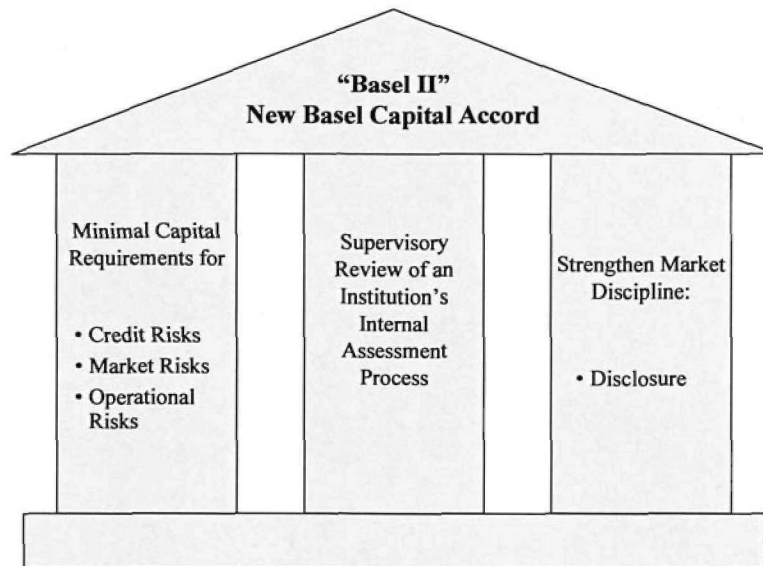 “Basel II”
New Basel Capital Accord
Minimal Capital
Requirements for
• Credit Risks
• Market Risks
• Operational
Risks
Supervisory
Review of an
Institution’s
Internal
Assessment
Process
Strengthen Market
Discipline:
• Disclosure